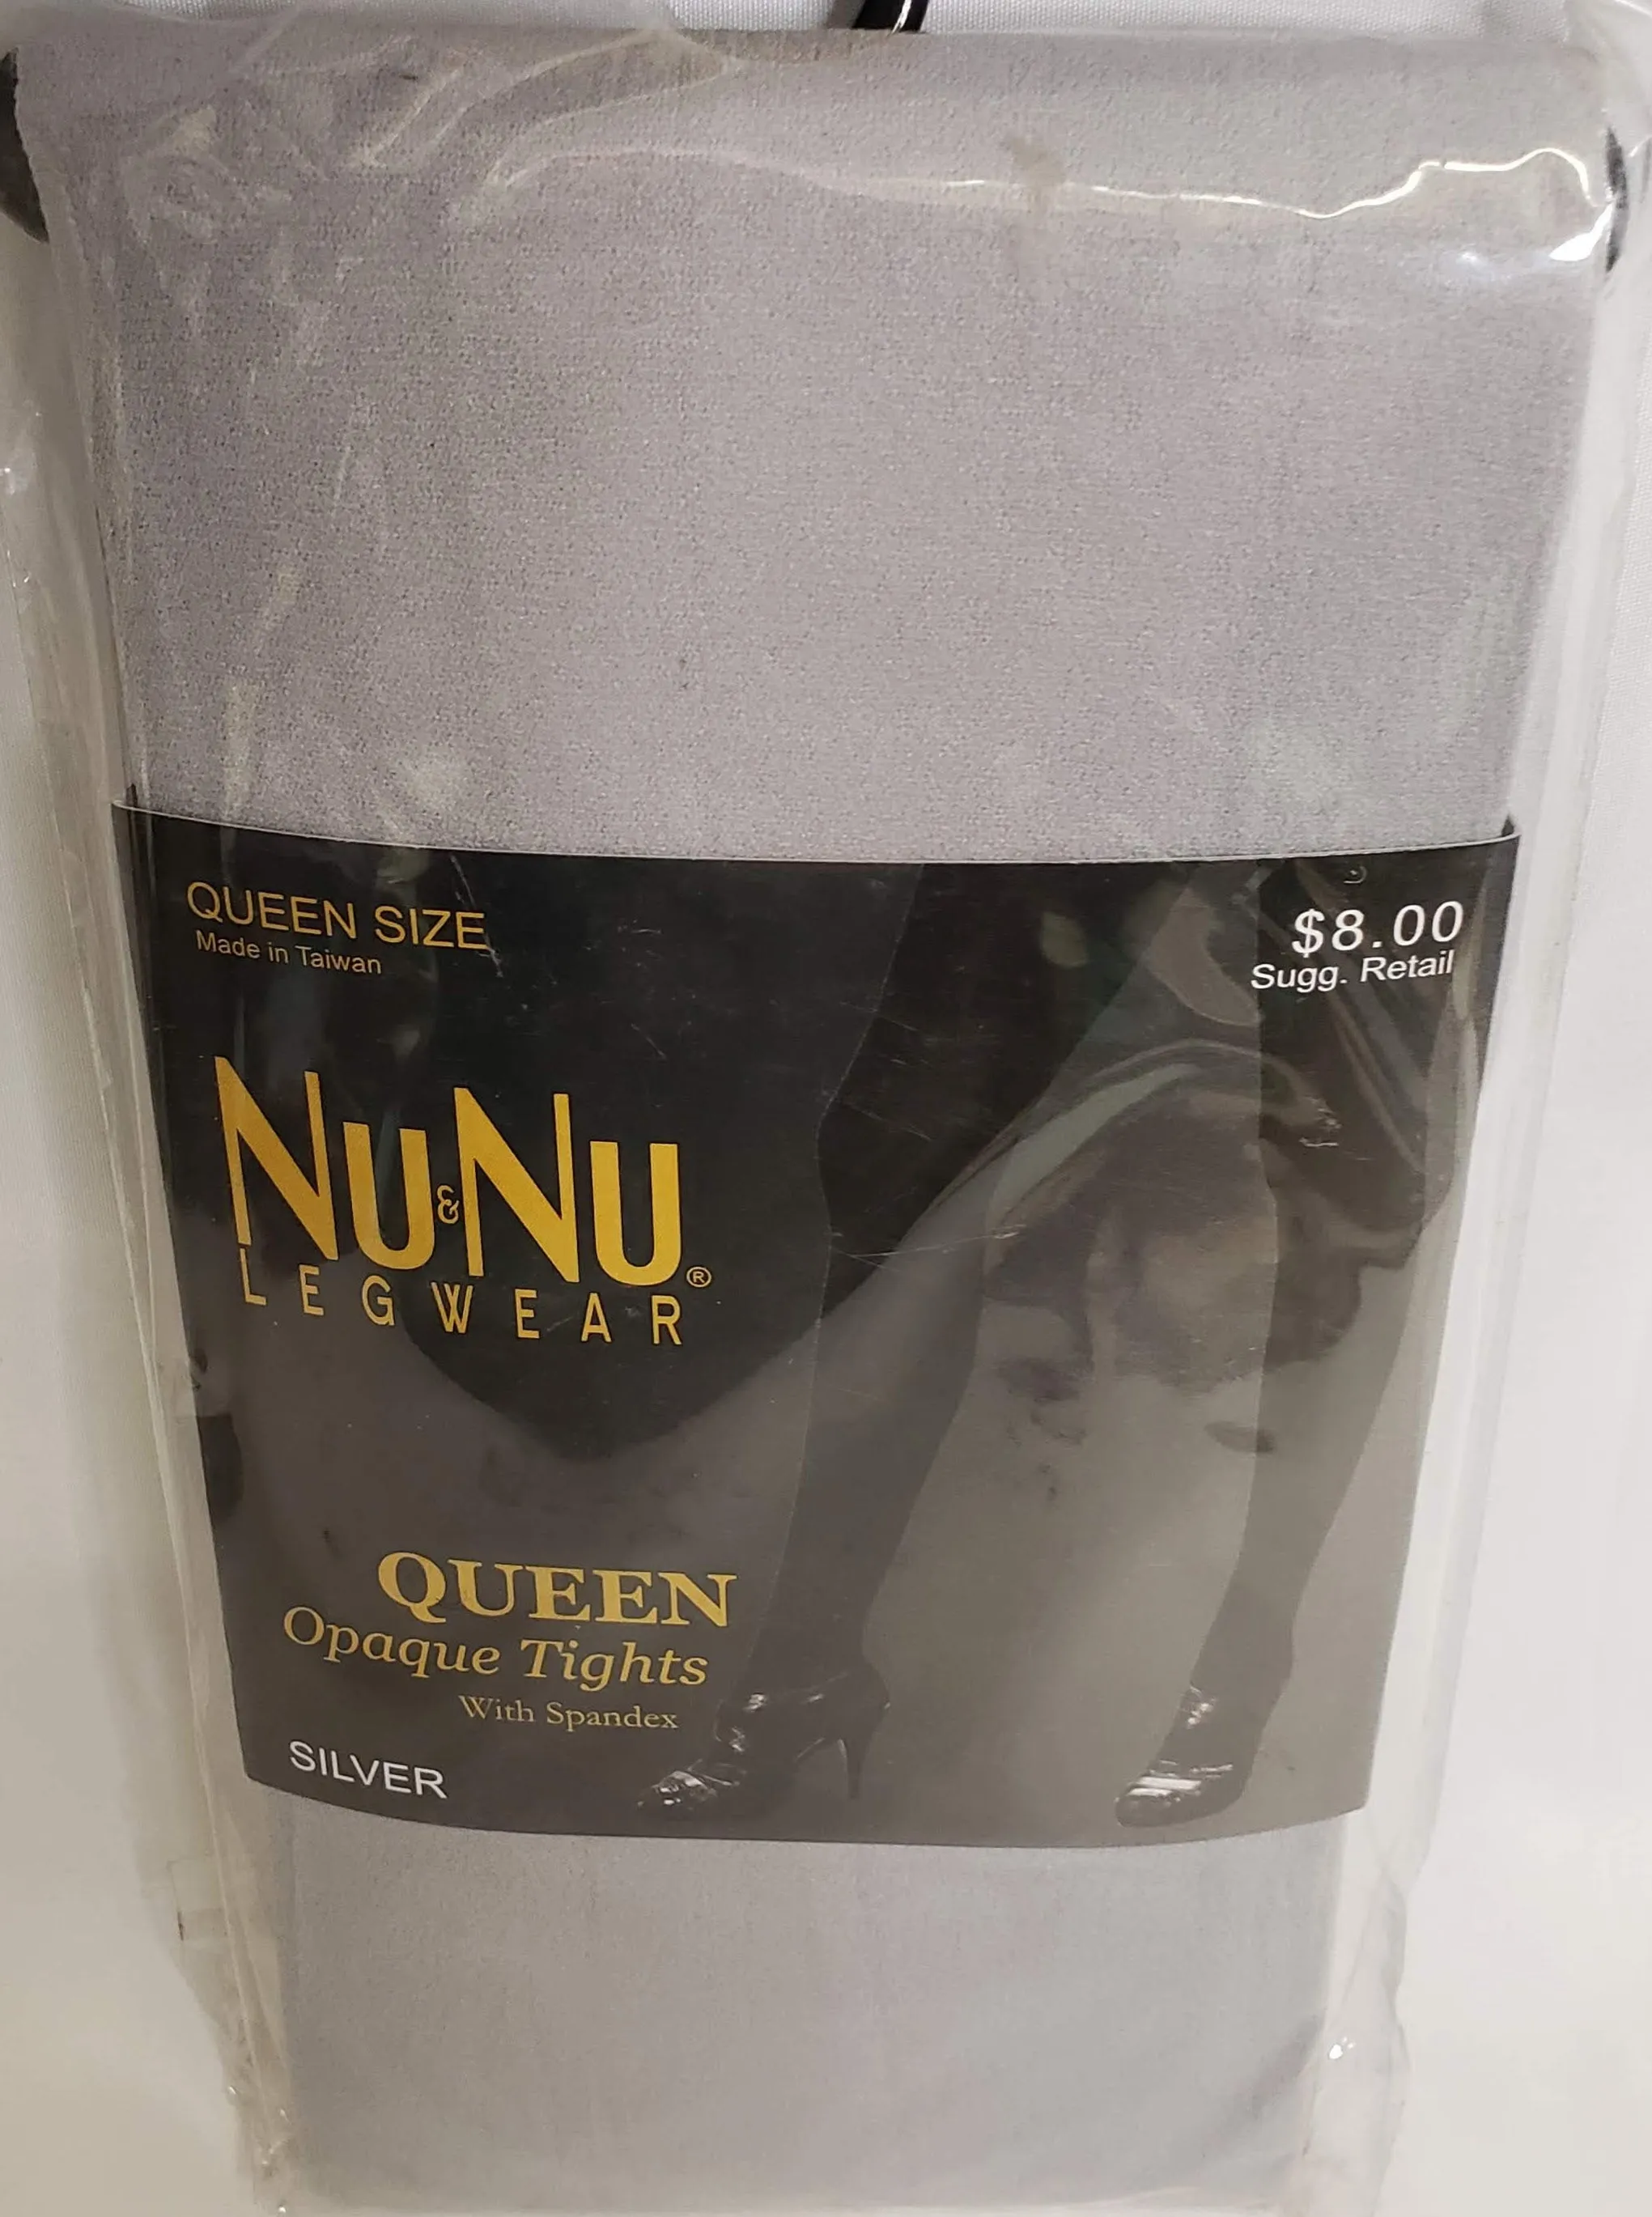 QUEEN SIZE
Made in Taiwan
$8.00
Sugg. Retail
NU&NU®
LEGWEAR
QUEEN
Opaque Tights
With Spandex
SILVER